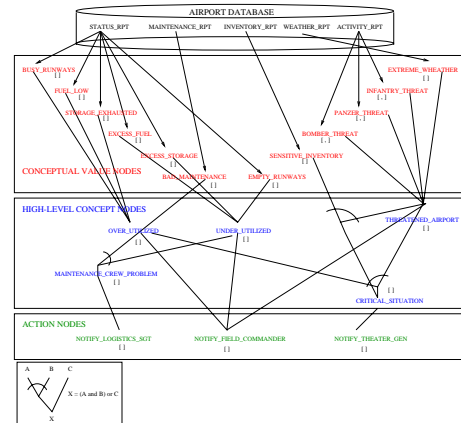 AIRPORT DATABASE
STATUS_RPT MAINTENANCE_RPT INVENTORY_RPT WEATHER_RPT ACTIVITY_RPT
BUSY_RUNWAYS EXTREME_WHEATHER
[ ] [ ]
FUEL_LOW INFANTRY_THREAT
[ ] [ , ]
STORAGE_EXHAUSTED PANZER_THREAT
[ ] [ , ]
EXCESS_FUEL BOMBER_THREAT
[ ] [ , ]
EXCESS_STORAGE SENSITIVE_INVENTORY
[ ] [ ]
CONCEPTUAL VALUE NODES BAD_MAINTENANCE EMPTY_RUNWAYS
[ ] [ ]
HIGH-LEVEL CONCEPT NODES
THREATENED_AIRPORT
[ ]
OVER_UTILIZED UNDER_UTILIZED
[ ] [ ]
MAINTENANCE_CREW_PROBLEM
[ ]
CRITICAL_SITUATION
[ ]
ACTION NODES
NOTIFY_LOGISTICS_SGT NOTIFY_FIELD_COMMANDER NOTIFY_THEATER_GEN
[ ] [ ] [ ]
A B C
X = (A and B) or C
X